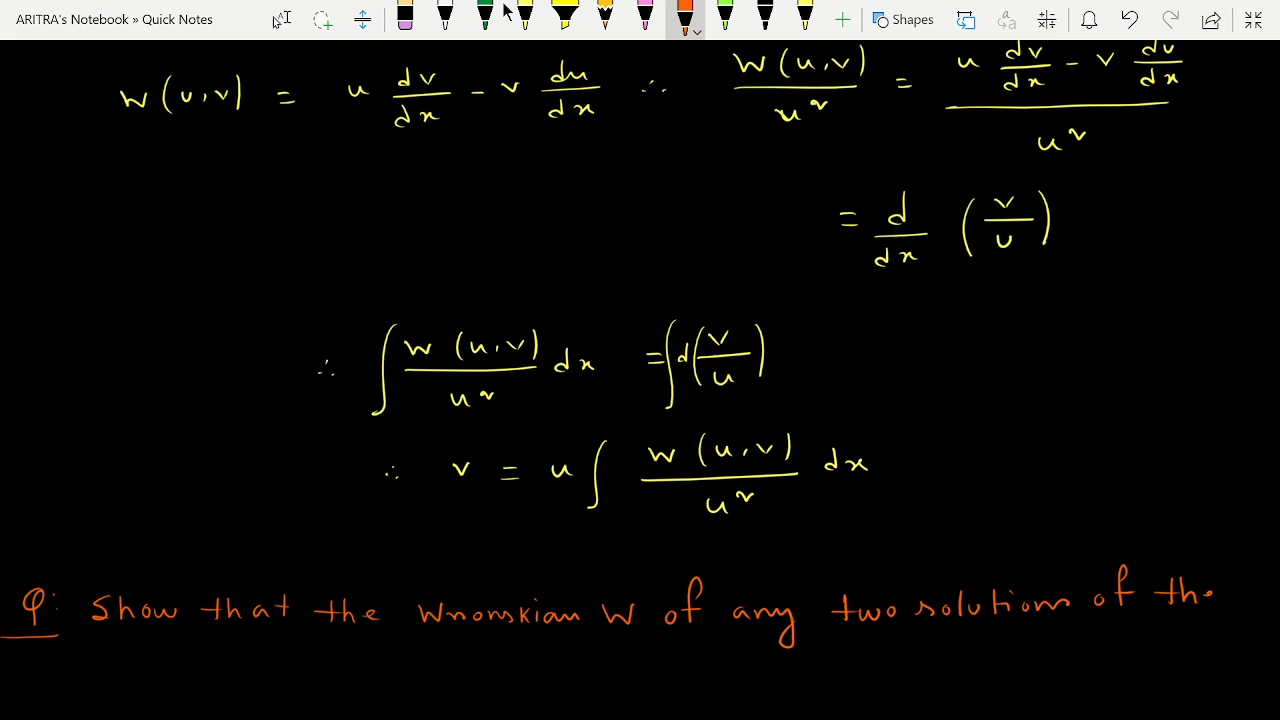 ARITRA's Notebook » Quick Notes
Shapes
W (u,v) = u dv/dx - v du/dx ∴ W (u,v)/u² = (u dv/dx - v du/dx)/u²
= d/dx (v/u)
∴ ∫ W (u,v)/u² dx = ∫ d(v/u)
∴ v = u ∫ W (u,v)/u² dx
Q: Show that the Wronskian W of any two solutions of the